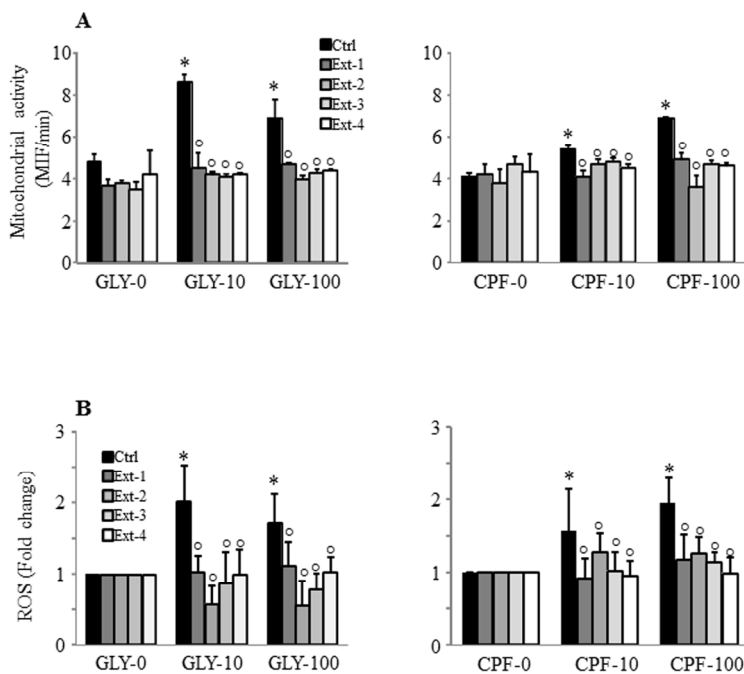 A
Mitochondrial activity
(MIF/min)
10
8
6
4
2
0
Ctrl
Ext-1
Ext-2
Ext-3
Ext-4
*
*
GLY-0 GLY-10 GLY-100
10
8
6
4
2
0
*
*
CPF-0 CPF-10 CPF-100
B
ROS (Fold change)
3
2
1
0
Ctrl
Ext-1
Ext-2
Ext-3
Ext-4
*
*
GLY-0 GLY-10 GLY-100
3
2
1
0
*
*
CPF-0 CPF-10 CPF-100